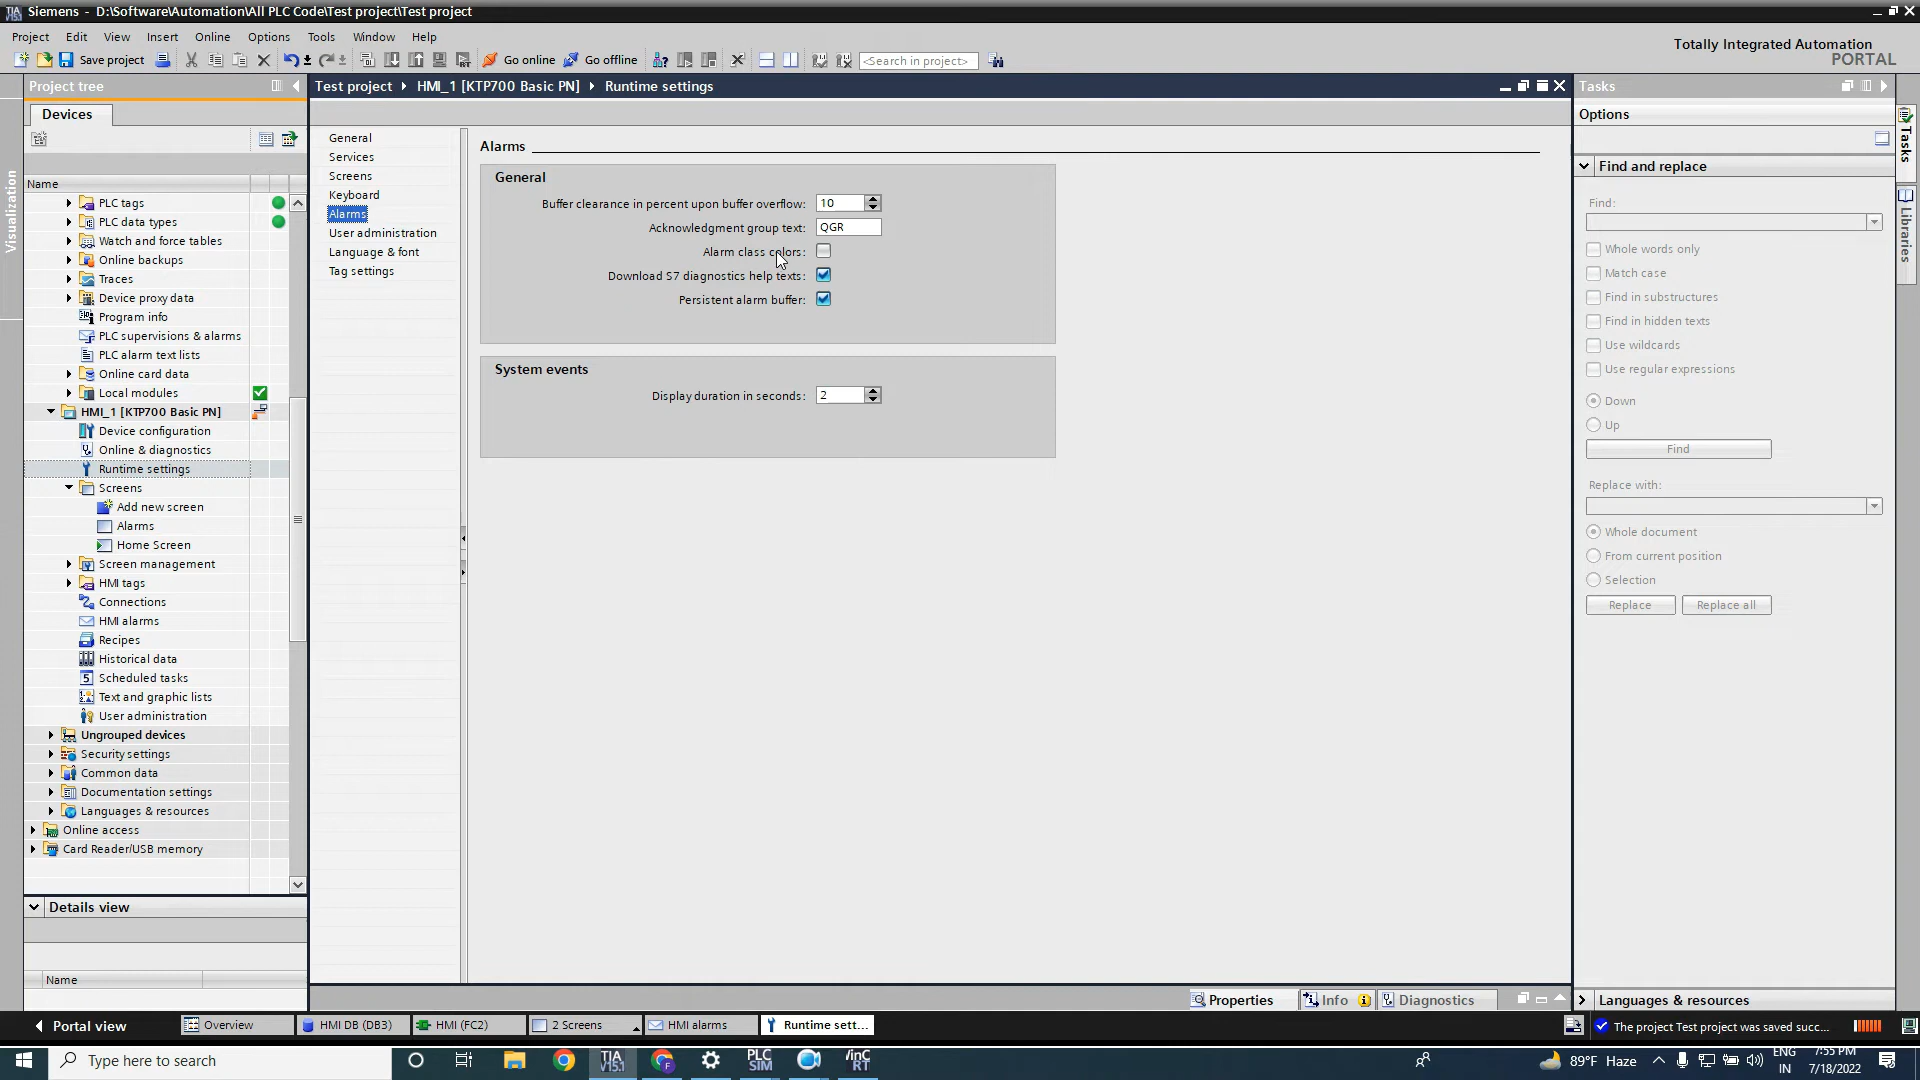 Siemens - D:\Software\Automation\All PLC Code\Test project\Test project
Project Edit View Insert Online Options Tools Window Help
Totally Integrated Automation
PORTAL
Save project Go online Go offline <Search in project>
Project tree
Test project HMI_1 [KTP700 Basic PN] Runtime settings
Tasks
Devices
Options
Name
PLC tags
PLC data types
Watch and force tables
Online backups
Traces
Device proxy data
Program info
PLC supervisions & alarms
PLC alarm text lists
Online card data
Local modules
HMI_1 [KTP700 Basic PN]
Device configuration
Online & diagnostics
Runtime settings
Screens
Add new screen
Alarms
Home Screen
Screen management
HMI tags
Connections
HMI alarms
Recipes
Historical data
Scheduled tasks
Text and graphic lists
User administration
Ungrouped devices
Security settings
Common data
Documentation settings
Languages & resources
Online access
Card Reader/USB memory
Details view
Name
Visualization
General
Services
Screens
Keyboard
Alarms
User administration
Language & font
Tag settings
Alarms
General
Buffer clearance in percent upon buffer overflow: 10
Acknowledgment group text: QGR
Alarm class colors:
Download S7 diagnostics help texts:
Persistent alarm buffer:
System events
Display duration in seconds: 2
Find and replace
Find:
Whole words only
Match case
Find in substructures
Find in hidden texts
Use wildcards
Use regular expressions
Down
Up
Find
Replace with:
Whole document
From current position
Selection
Replace Replace all
Languages & resources
Tasks
Libraries
Properties Info Diagnostics
Portal view Overview HMI DB (DB3) HMI (FC2) 2 Screens HMI alarms Runtime sett... The project Test project was saved succ...
Type here to search
TIA V15.1
PLC SIM
WinC RT
89°F Haze
ENG
IN
7:55 PM
7/18/2022